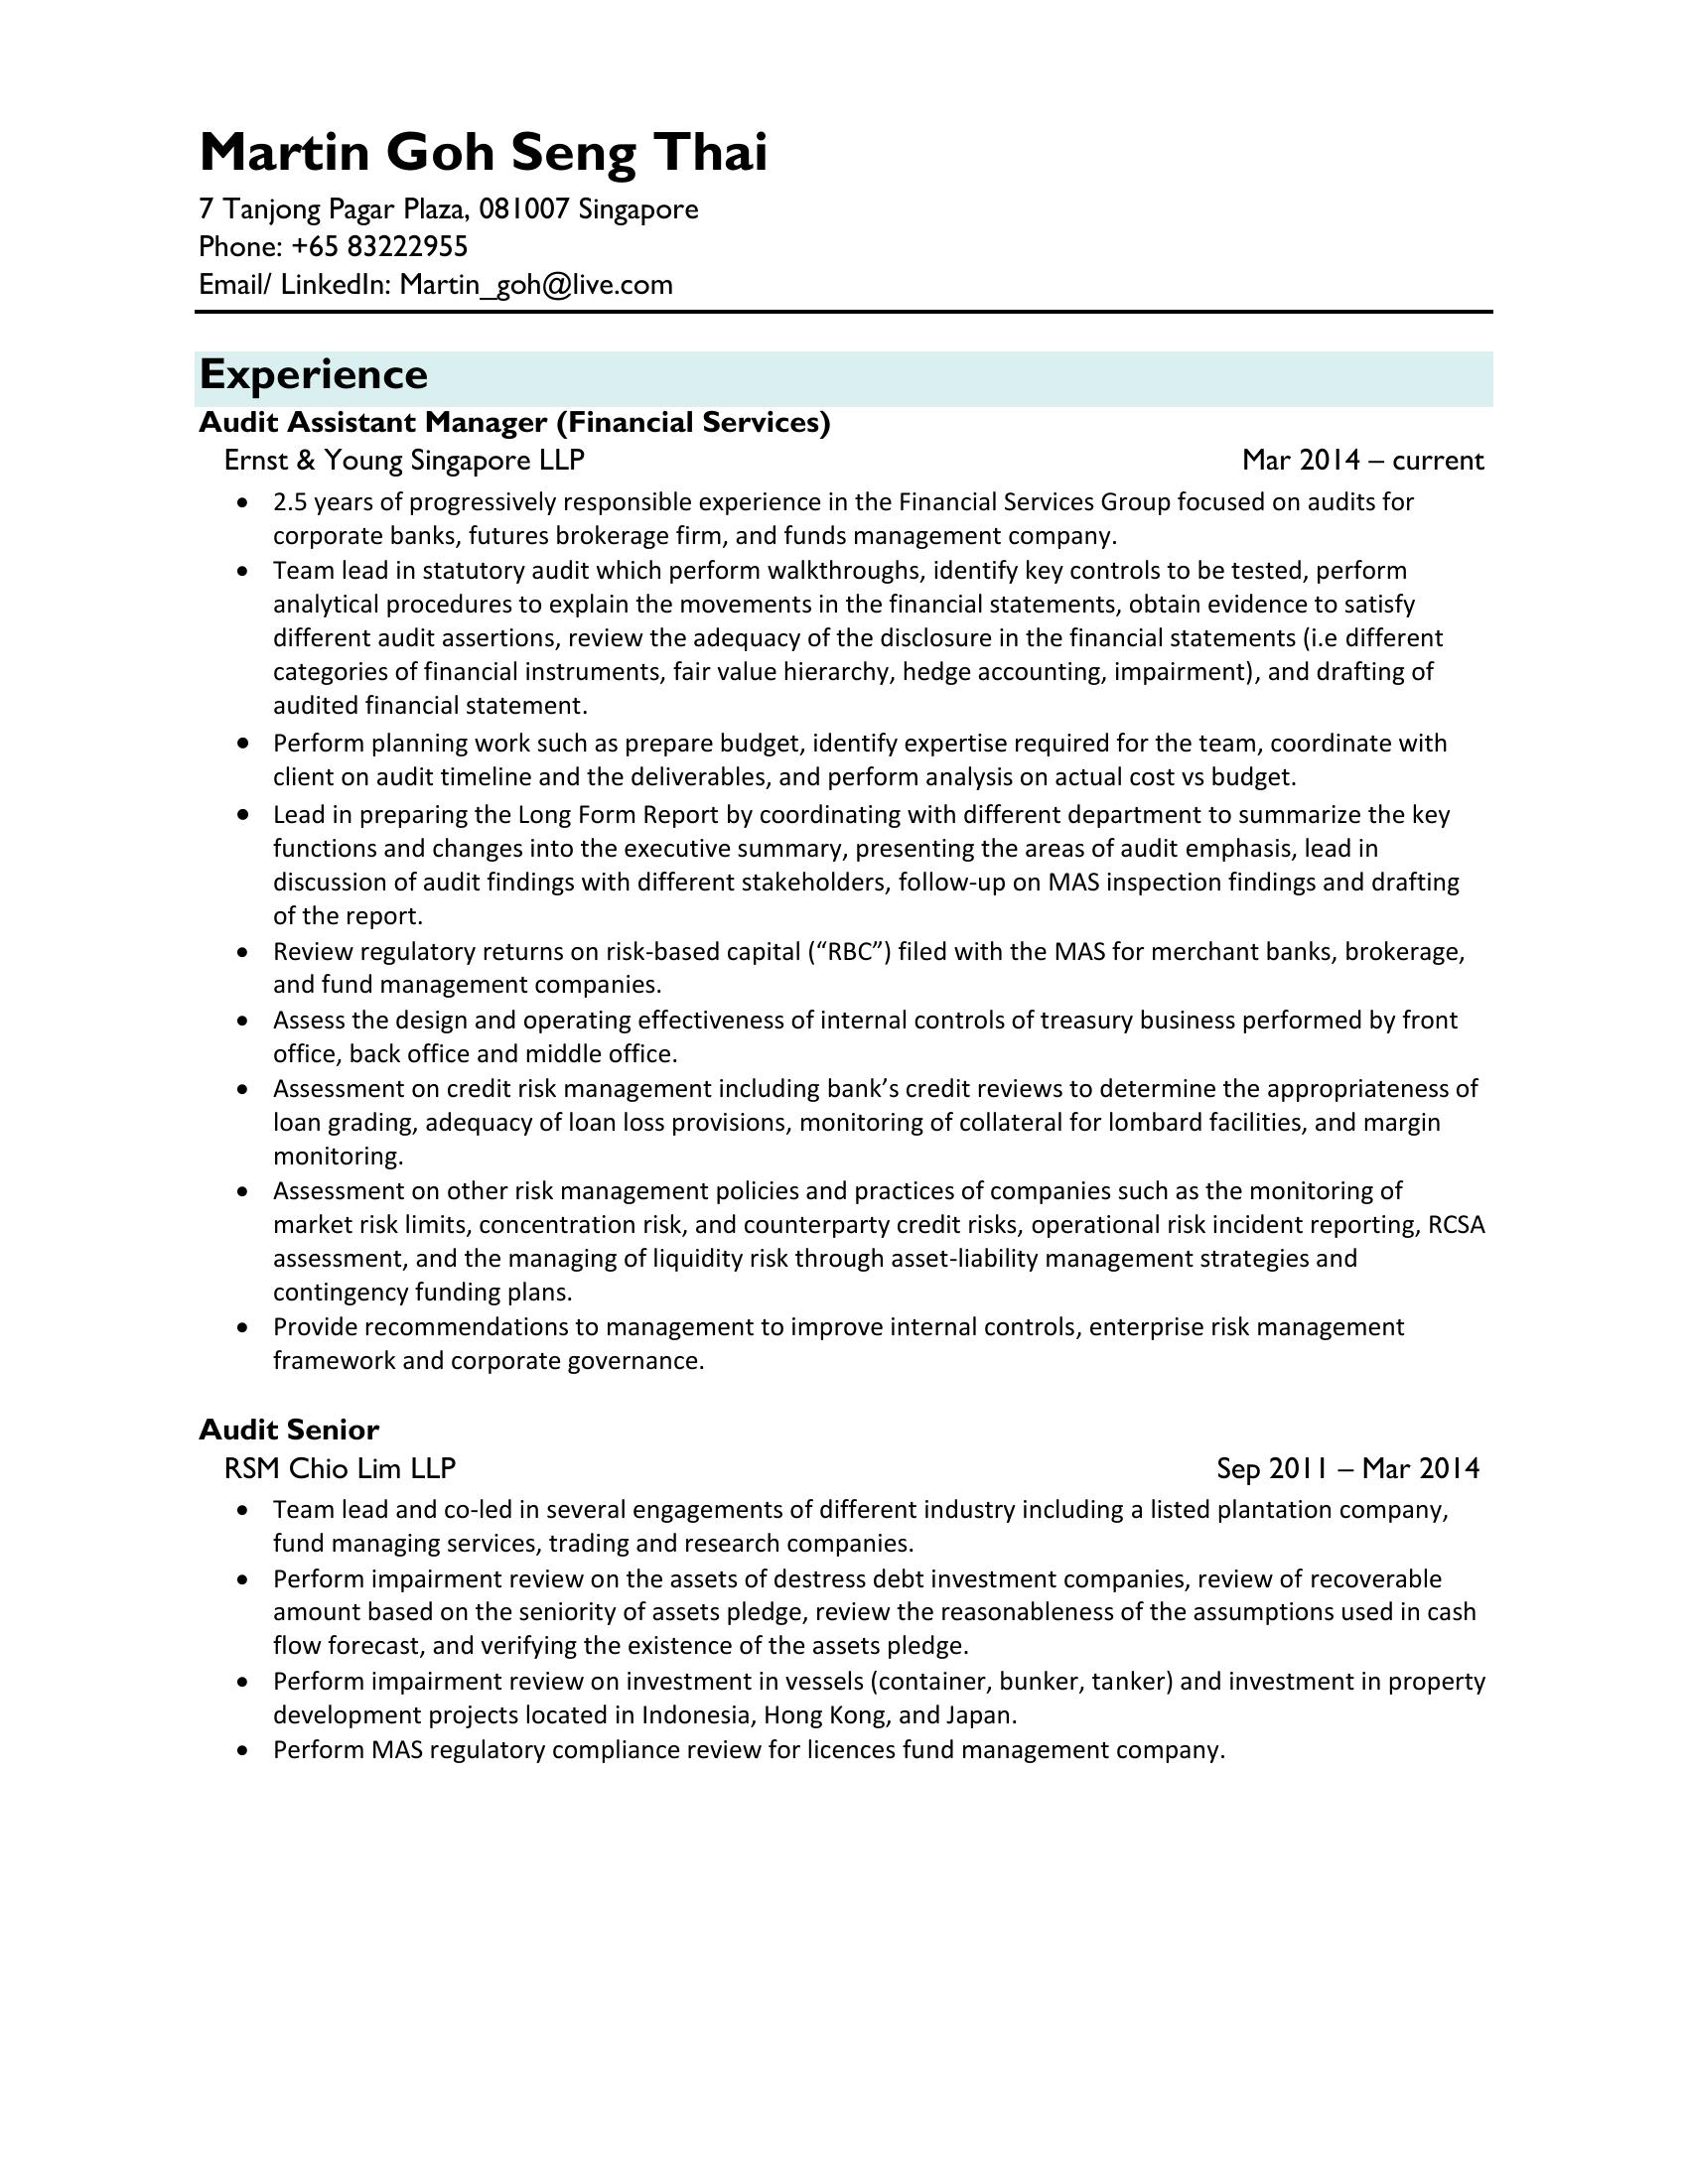 Martin Goh Seng Thai
7 Tanjong Pagar Plaza, 081007 Singapore
Phone: +65 83222955
Email/ LinkedIn: Martin_goh@live.com
Experience
Audit Assistant Manager (Financial Services)
Ernst & Young Singapore LLP Mar 2014 – current
• 2.5 years of progressively responsible experience in the Financial Services Group focused on audits for
corporate banks, futures brokerage firm, and funds management company.
• Team lead in statutory audit which perform walkthroughs, identify key controls to be tested, perform
analytical procedures to explain the movements in the financial statements, obtain evidence to satisfy
different audit assertions, review the adequacy of the disclosure in the financial statements (i.e different
categories of financial instruments, fair value hierarchy, hedge accounting, impairment), and drafting of
audited financial statement.
• Perform planning work such as prepare budget, identify expertise required for the team, coordinate with
client on audit timeline and the deliverables, and perform analysis on actual cost vs budget.
• Lead in preparing the Long Form Report by coordinating with different department to summarize the key
functions and changes into the executive summary, presenting the areas of audit emphasis, lead in
discussion of audit findings with different stakeholders, follow-up on MAS inspection findings and drafting
of the report.
• Review regulatory returns on risk-based capital (“RBC”) filed with the MAS for merchant banks, brokerage,
and fund management companies.
• Assess the design and operating effectiveness of internal controls of treasury business performed by front
office, back office and middle office.
• Assessment on credit risk management including bank’s credit reviews to determine the appropriateness of
loan grading, adequacy of loan loss provisions, monitoring of collateral for lombard facilities, and margin
monitoring.
• Assessment on other risk management policies and practices of companies such as the monitoring of
market risk limits, concentration risk, and counterparty credit risks, operational risk incident reporting, RCSA
assessment, and the managing of liquidity risk through asset-liability management strategies and
contingency funding plans.
• Provide recommendations to management to improve internal controls, enterprise risk management
framework and corporate governance.
Audit Senior
RSM Chio Lim LLP Sep 2011 – Mar 2014
• Team lead and co-led in several engagements of different industry including a listed plantation company,
fund managing services, trading and research companies.
• Perform impairment review on the assets of destress debt investment companies, review of recoverable
amount based on the seniority of assets pledge, review the reasonableness of the assumptions used in cash
flow forecast, and verifying the existence of the assets pledge.
• Perform impairment review on investment in vessels (container, bunker, tanker) and investment in property
development projects located in Indonesia, Hong Kong, and Japan.
• Perform MAS regulatory compliance review for licences fund management company.